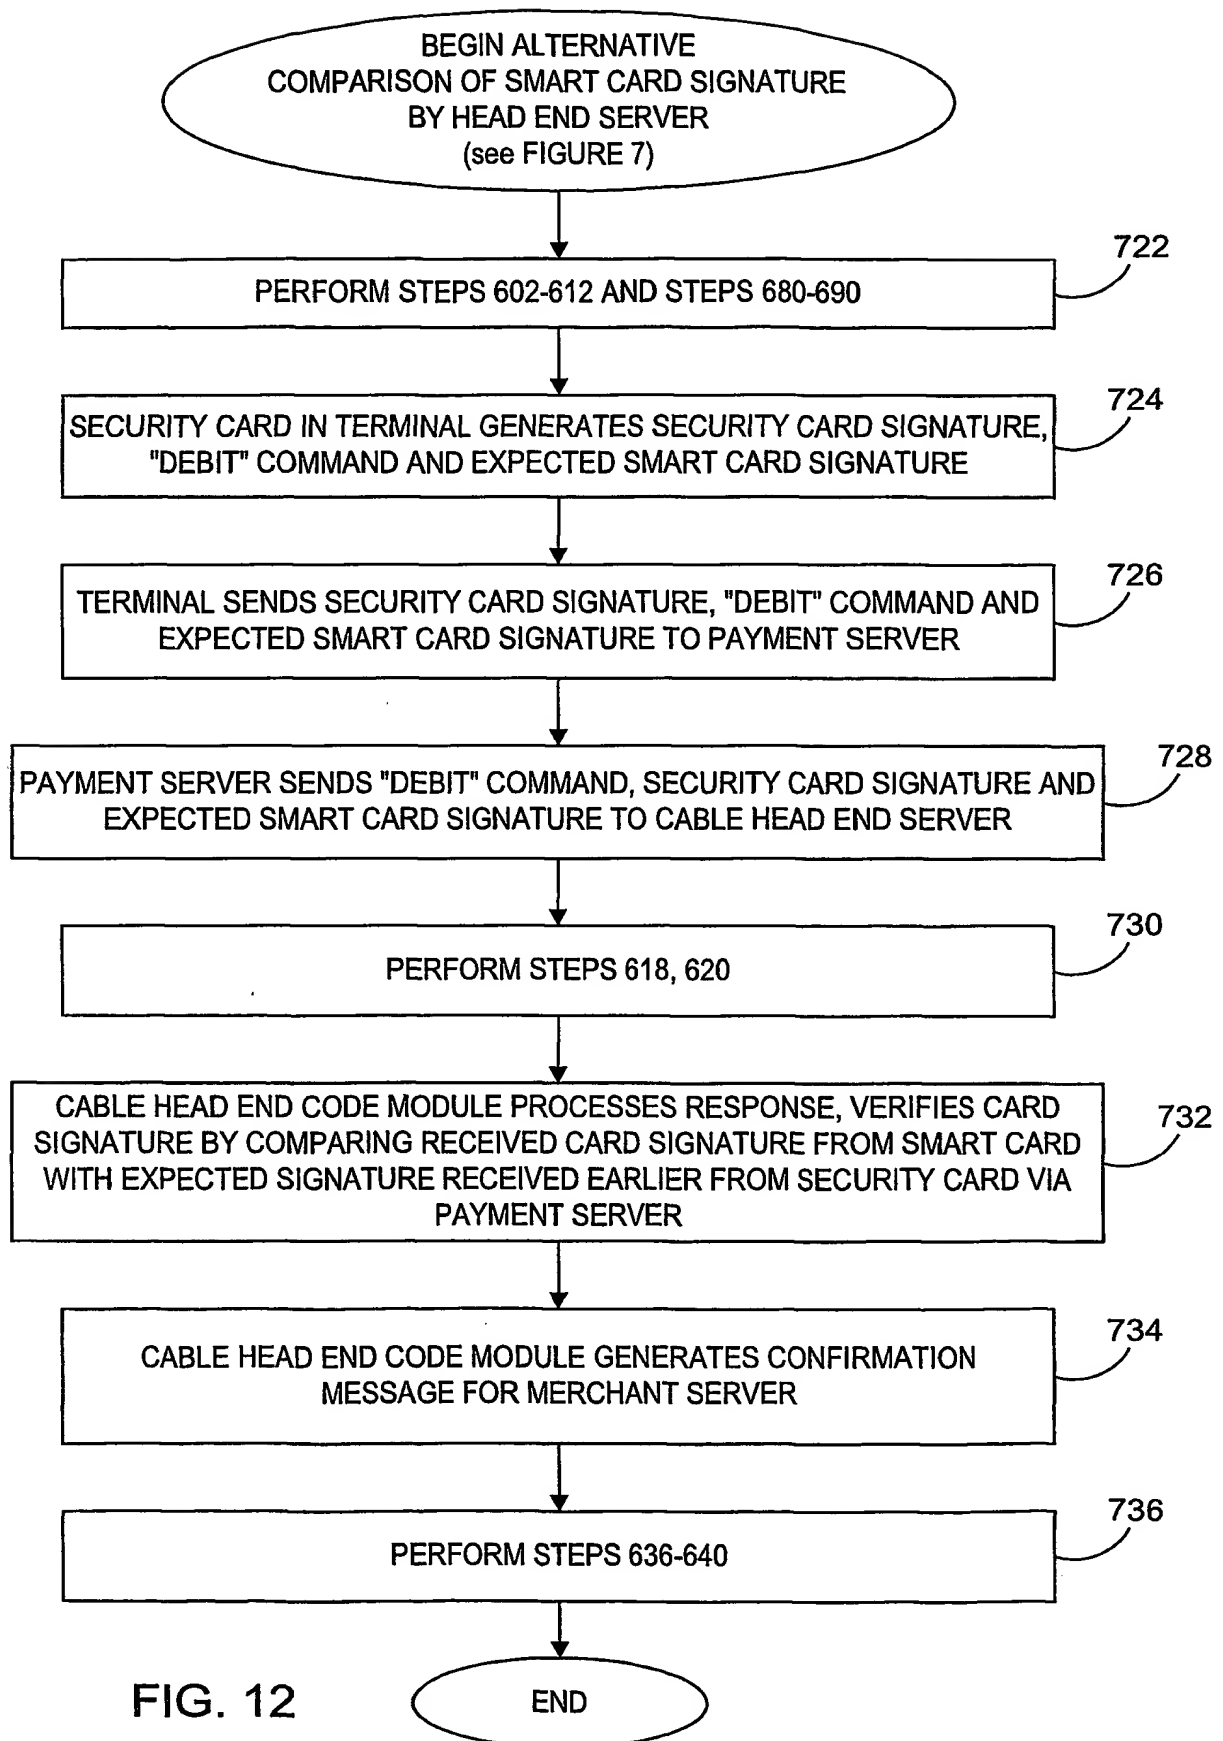 BEGIN ALTERNATIVE
COMPARISON OF SMART CARD SIGNATURE
BY HEAD END SERVER
(see FIGURE 7)
722
PERFORM STEPS 602-612 AND STEPS 680-690
724
SECURITY CARD IN TERMINAL GENERATES SECURITY CARD SIGNATURE,
"DEBIT" COMMAND AND EXPECTED SMART CARD SIGNATURE
726
TERMINAL SENDS SECURITY CARD SIGNATURE, "DEBIT" COMMAND AND
EXPECTED SMART CARD SIGNATURE TO PAYMENT SERVER
728
PAYMENT SERVER SENDS "DEBIT" COMMAND, SECURITY CARD SIGNATURE AND
EXPECTED SMART CARD SIGNATURE TO CABLE HEAD END SERVER
730
PERFORM STEPS 618, 620
732
CABLE HEAD END CODE MODULE PROCESSES RESPONSE, VERIFIES CARD
SIGNATURE BY COMPARING RECEIVED CARD SIGNATURE FROM SMART CARD
WITH EXPECTED SIGNATURE RECEIVED EARLIER FROM SECURITY CARD VIA
PAYMENT SERVER
734
CABLE HEAD END CODE MODULE GENERATES CONFIRMATION
MESSAGE FOR MERCHANT SERVER
736
PERFORM STEPS 636-640
END
FIG. 12